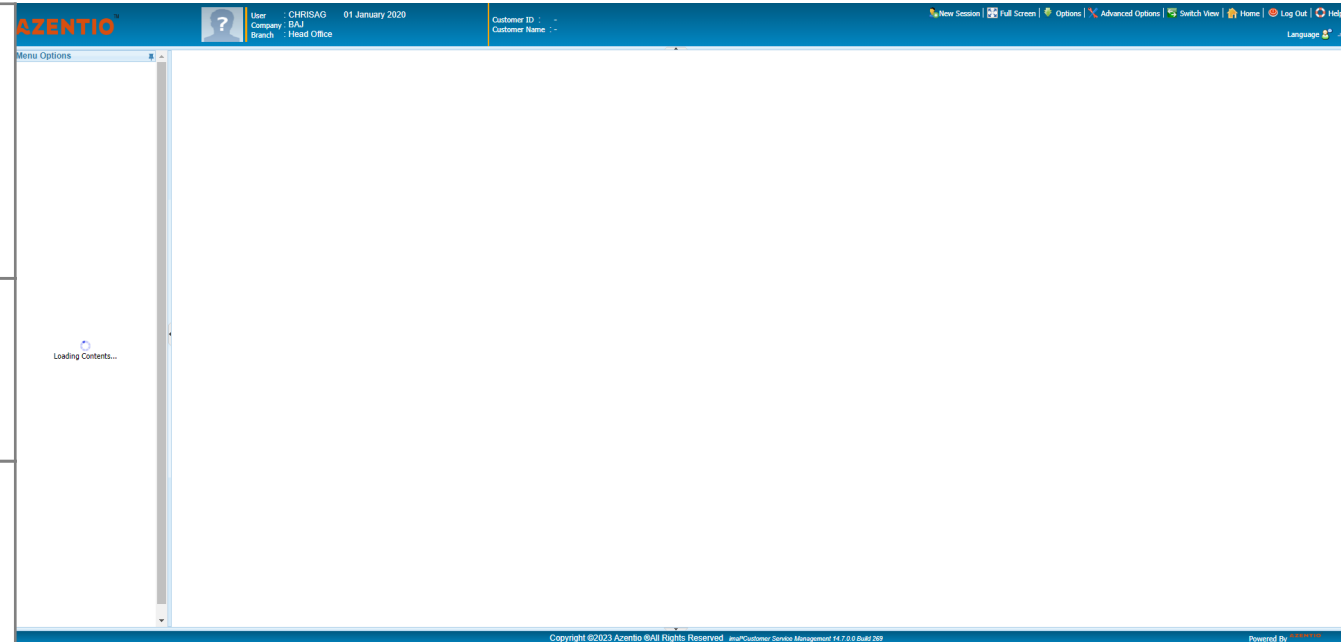 AZENTIO™
User : CHRISAG 01 January 2020
Company : BAJ
Branch : Head Office
Customer ID : -
Customer Name : -
New Session | Full Screen | Options | Advanced Options | Switch View | Home | Log Out | Help
Language
Menu Options
?
Loading Contents...
Copyright ©2023 Azentio ®All Rights Reserved imal®Customer Service Management 14.7.0.0 Build 269
Powered By AZENTIO